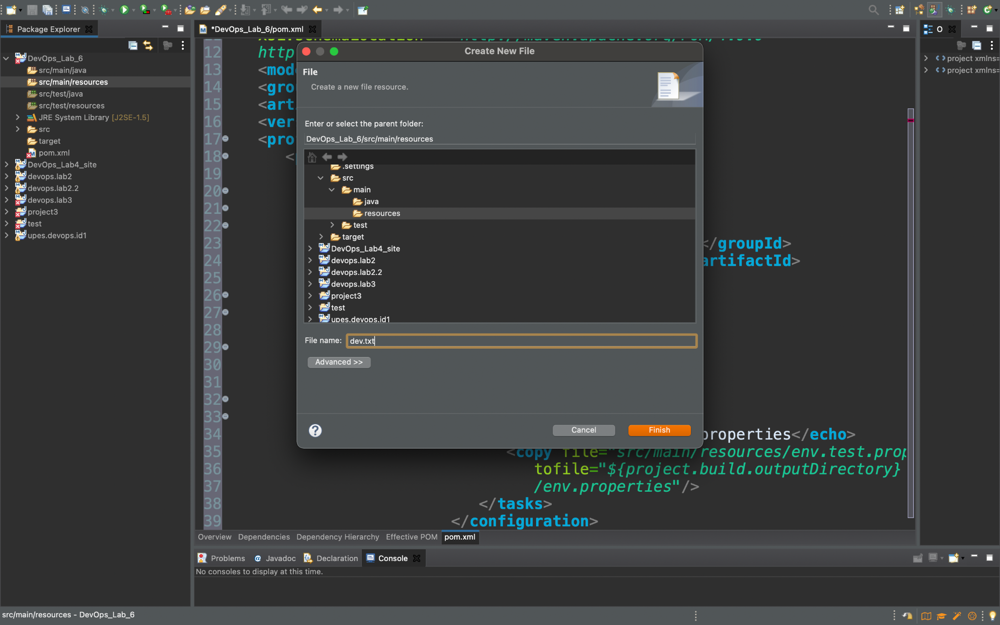 Package Explorer
DevOps_Lab_6
src/main/java
src/main/resources
src/test/java
src/test/resources
JRE System Library [J2SE-1.5]
src
target
pom.xml
DevOps_Lab4_site
devops.lab2
devops.lab2.2
devops.lab3
project3
test
upes.devops.id1
*DevOps_Lab_6/pom.xml
12 http
13 <mod
14 <gro
15 <art
16 <ver
17 <pro
18 <
19
20
21
22
23 </groupId>
24 artifactId>
25
26
27
28
29
30
31
32
33
34 properties</echo>
35 <copy file="src/main/resources/env.test.prop
36 tofile="${project.build.outputDirectory}
37 /env.properties"/>
38 </tasks>
39 </configuration>
Create New File
File
Create a new file resource.
Enter or select the parent folder:
DevOps_Lab_6/src/main/resources
.settings
src
main
java
resources
test
target
DevOps_Lab4_site
devops.lab2
devops.lab2.2
devops.lab3
project3
test
upes.devops.id1
File name: dev.txt
Advanced >>
?
Cancel
Finish
Overview Dependencies Dependency Hierarchy Effective POM pom.xml
O
project xmlns=
project xmlns=
Problems @ Javadoc Declaration Console
No consoles to display at this time.
src/main/resources - DevOps_Lab_6